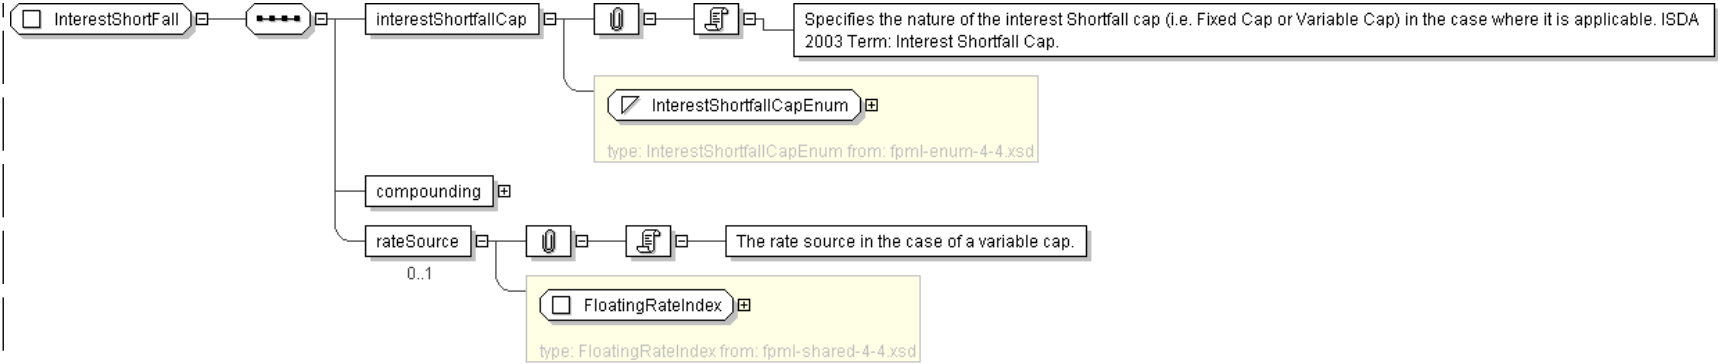 InterestShortFall
interestShortfallCap
Specifies the nature of the interest Shortfall cap (i.e. Fixed Cap or Variable Cap) in the case where it is applicable. ISDA
2003 Term: Interest Shortfall Cap.
InterestShortfallCapEnum
type: InterestShortfallCapEnum from: fpml-enum-4-4.xsd
compounding
rateSource
The rate source in the case of a variable cap.
0..1
FloatingRateIndex
type: FloatingRateIndex from: fpml-shared-4-4.xsd